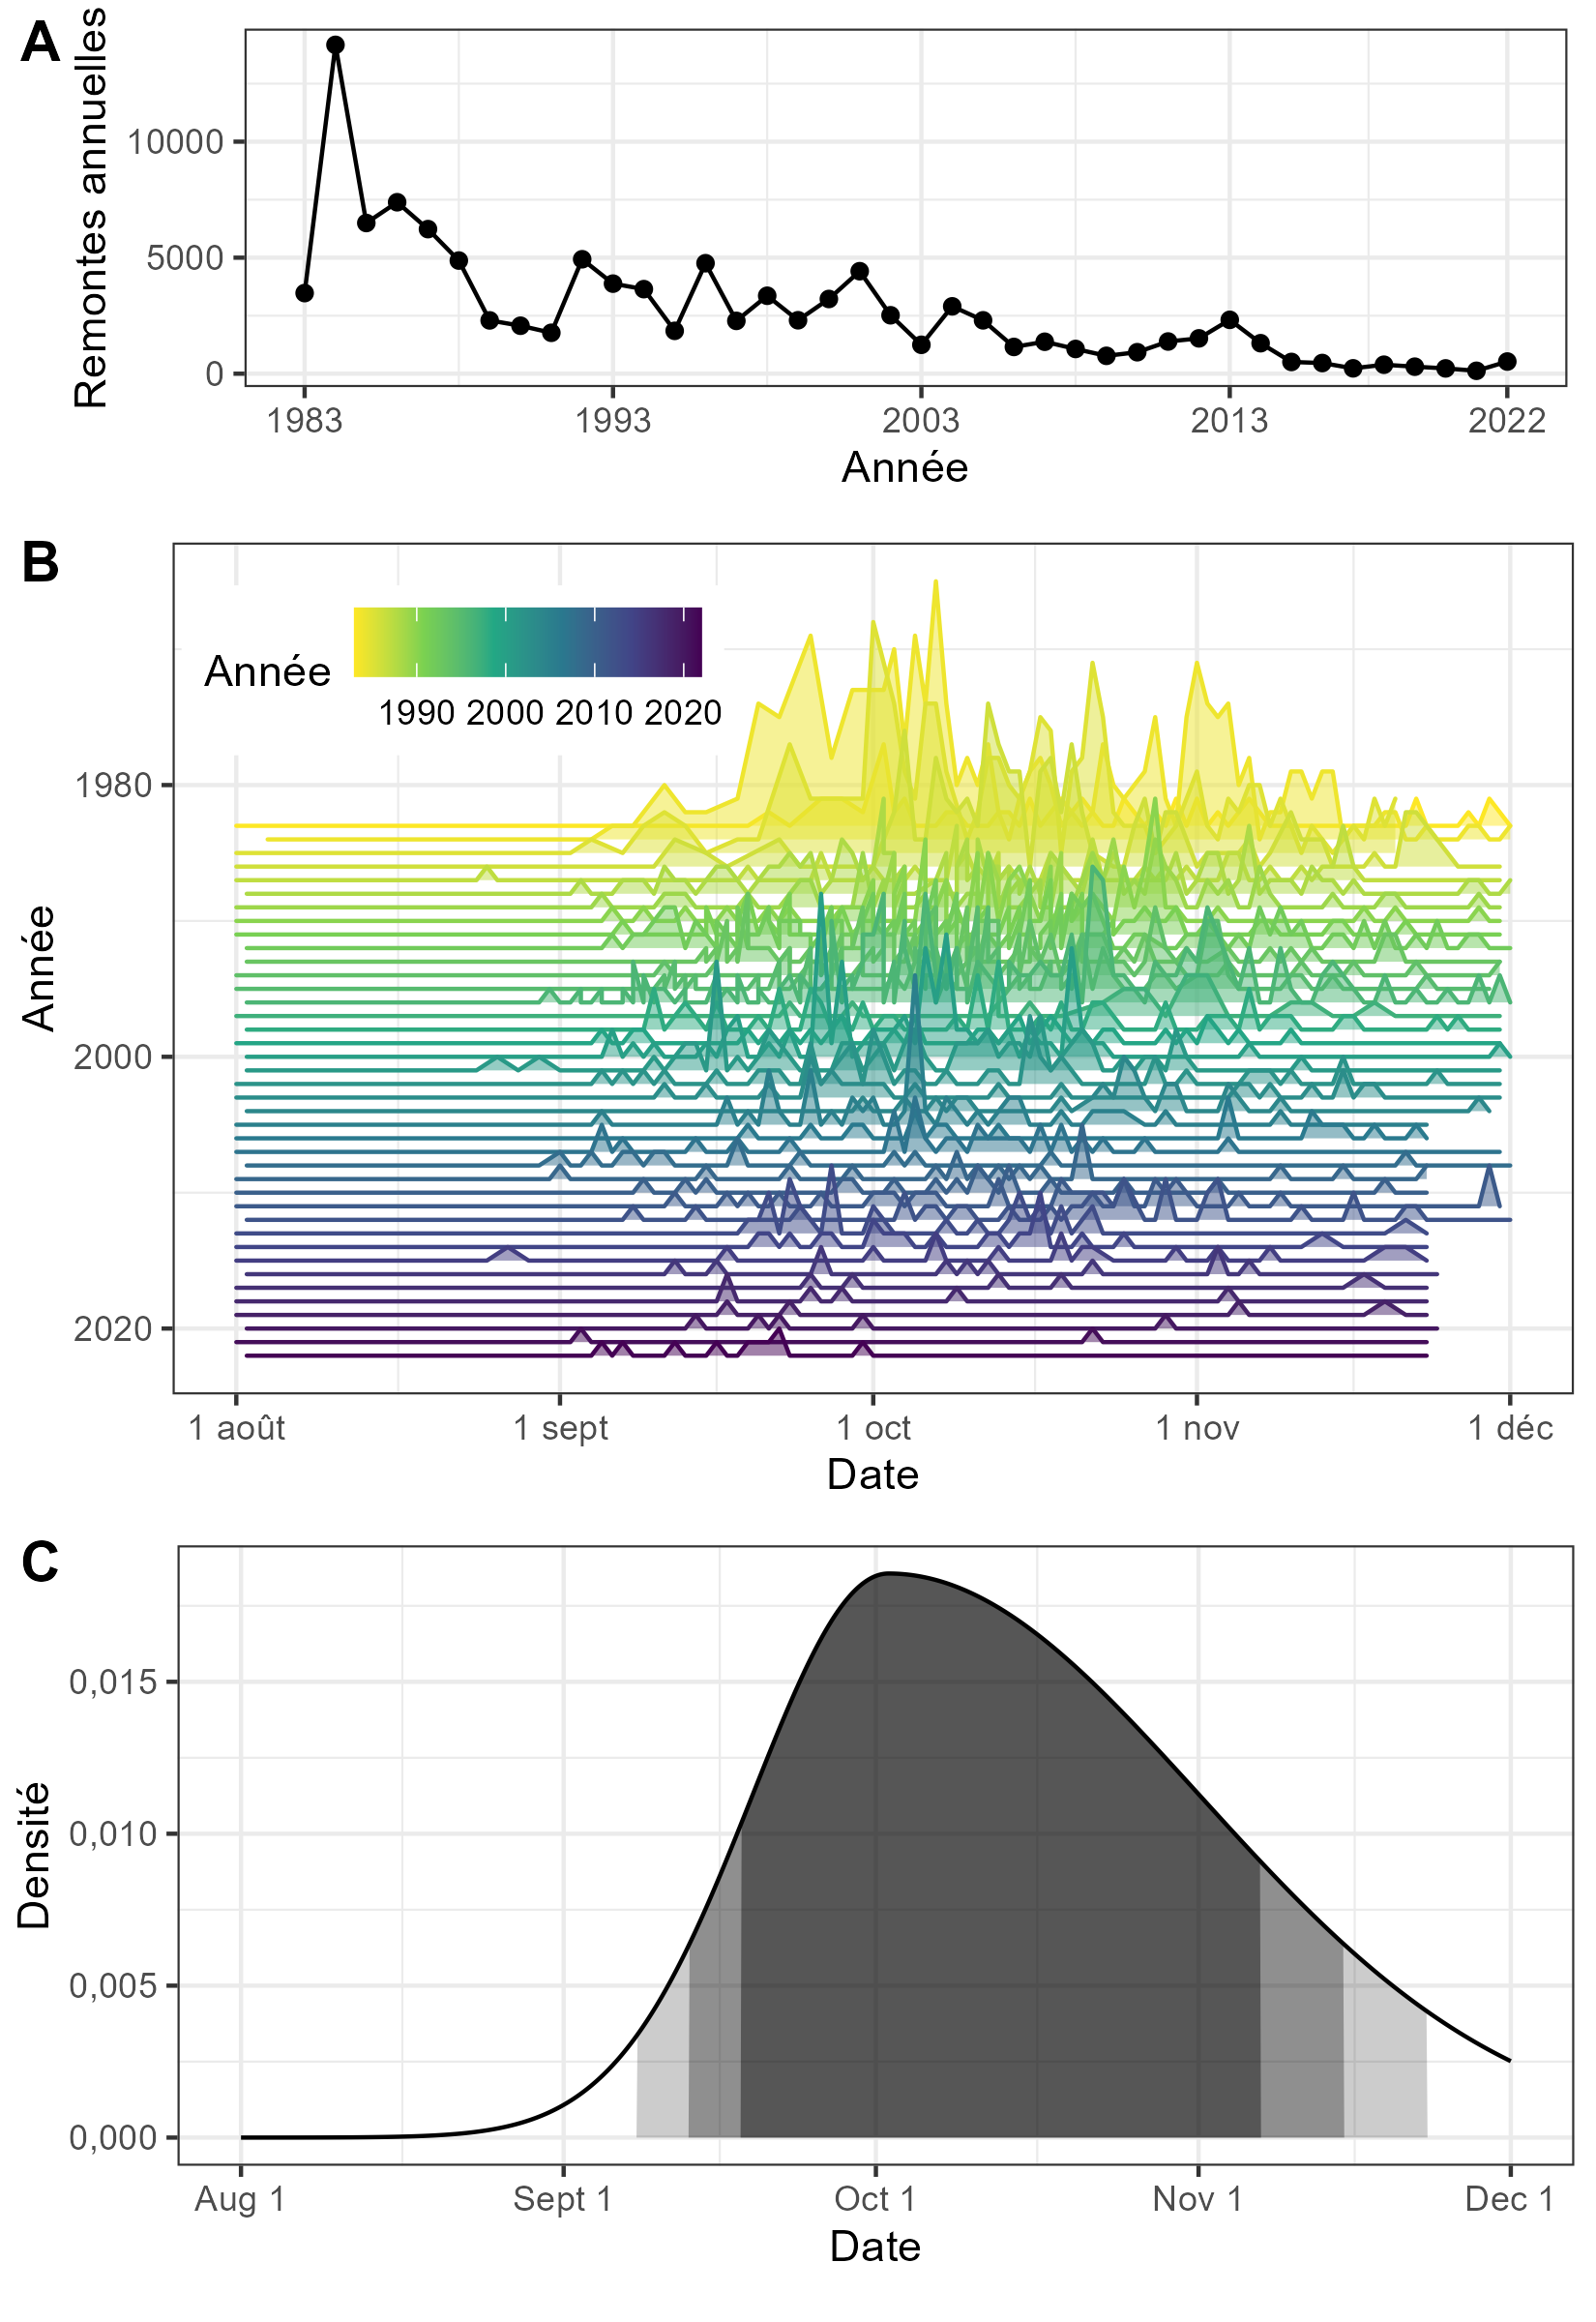 A
Remontes annuelles
10000
5000
0
1983 1993 2003 2013 2022
Année
B
Année
1990 2000 2010 2020
Année
1980
2000
2020
1 août 1 sept 1 oct 1 nov 1 déc
Date
C
Densité
0,015
0,010
0,005
0,000
Aug 1 Sept 1 Oct 1 Nov 1 Dec 1
Date